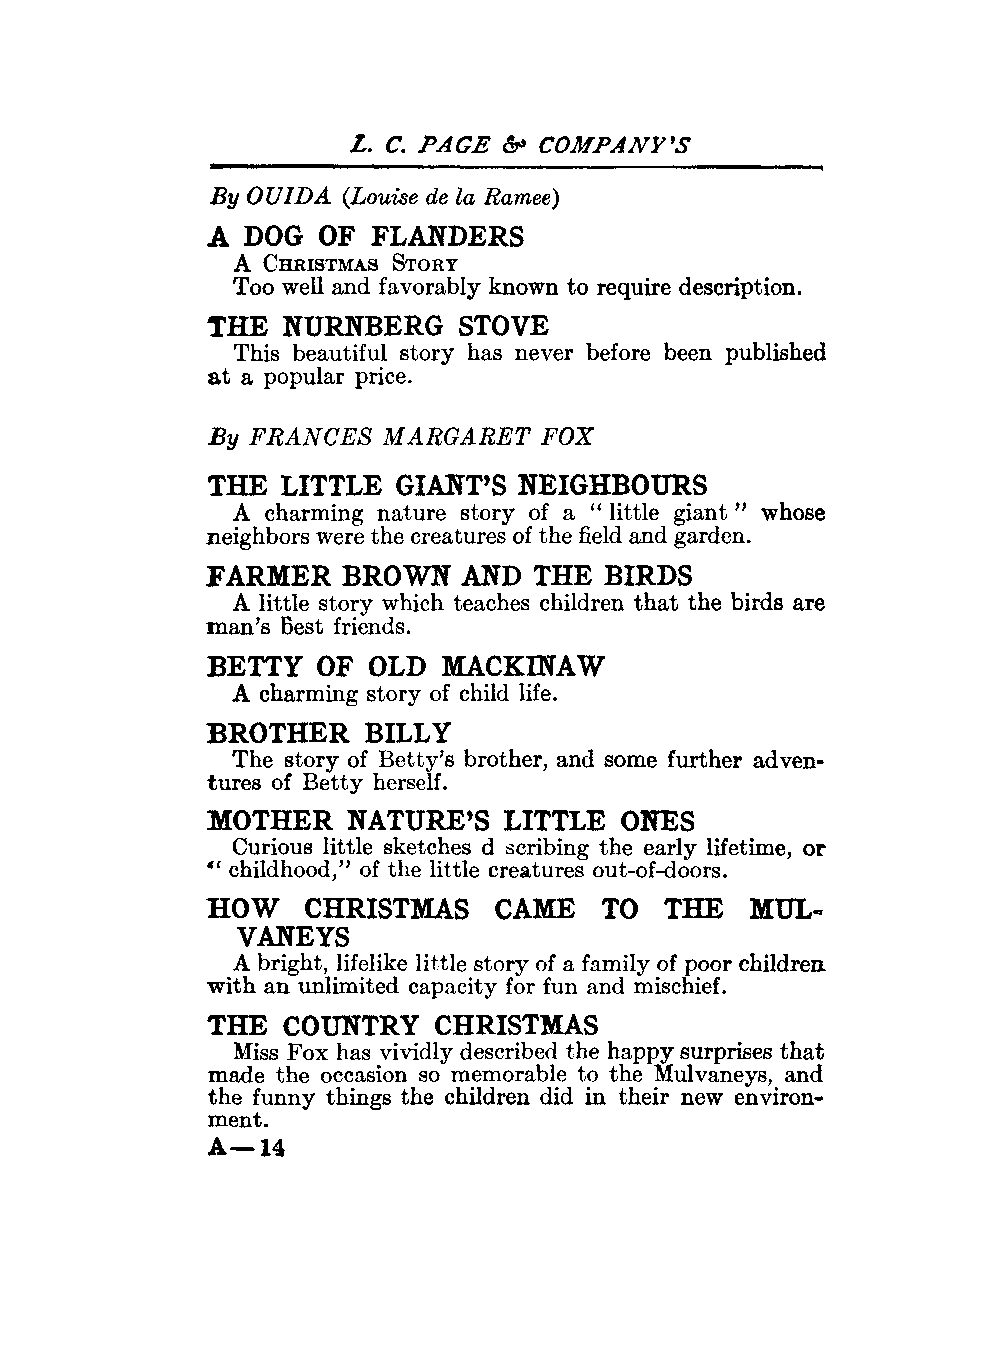 L. C. PAGE & COMPANY'S
By OUIDA (Louise de la Ramee)
A DOG OF FLANDERS
A CHRISTMAS STORY
Too well and favorably known to require description.
THE NURNBERG STOVE
This beautiful story has never before been published
at a popular price.
By FRANCES MARGARET FOX
THE LITTLE GIANT'S NEIGHBOURS
A charming nature story of a "little giant" whose
neighbors were the creatures of the field and garden.
FARMER BROWN AND THE BIRDS
A little story which teaches children that the birds are
man's best friends.
BETTY OF OLD MACKINAW
A charming story of child life.
BROTHER BILLY
The story of Betty's brother, and some further adven-
tures of Betty herself.
MOTHER NATURE'S LITTLE ONES
Curious little sketches d scribing the early lifetime, or
"childhood," of the little creatures out-of-doors.
HOW CHRISTMAS CAME TO THE MUL-
VANEYS
A bright, lifelike little story of a family of poor children
with an unlimited capacity for fun and mischief.
THE COUNTRY CHRISTMAS
Miss Fox has vividly described the happy surprises that
made the occasion so memorable to the Mulvaneys, and
the funny things the children did in their new environ-
ment.
A—14